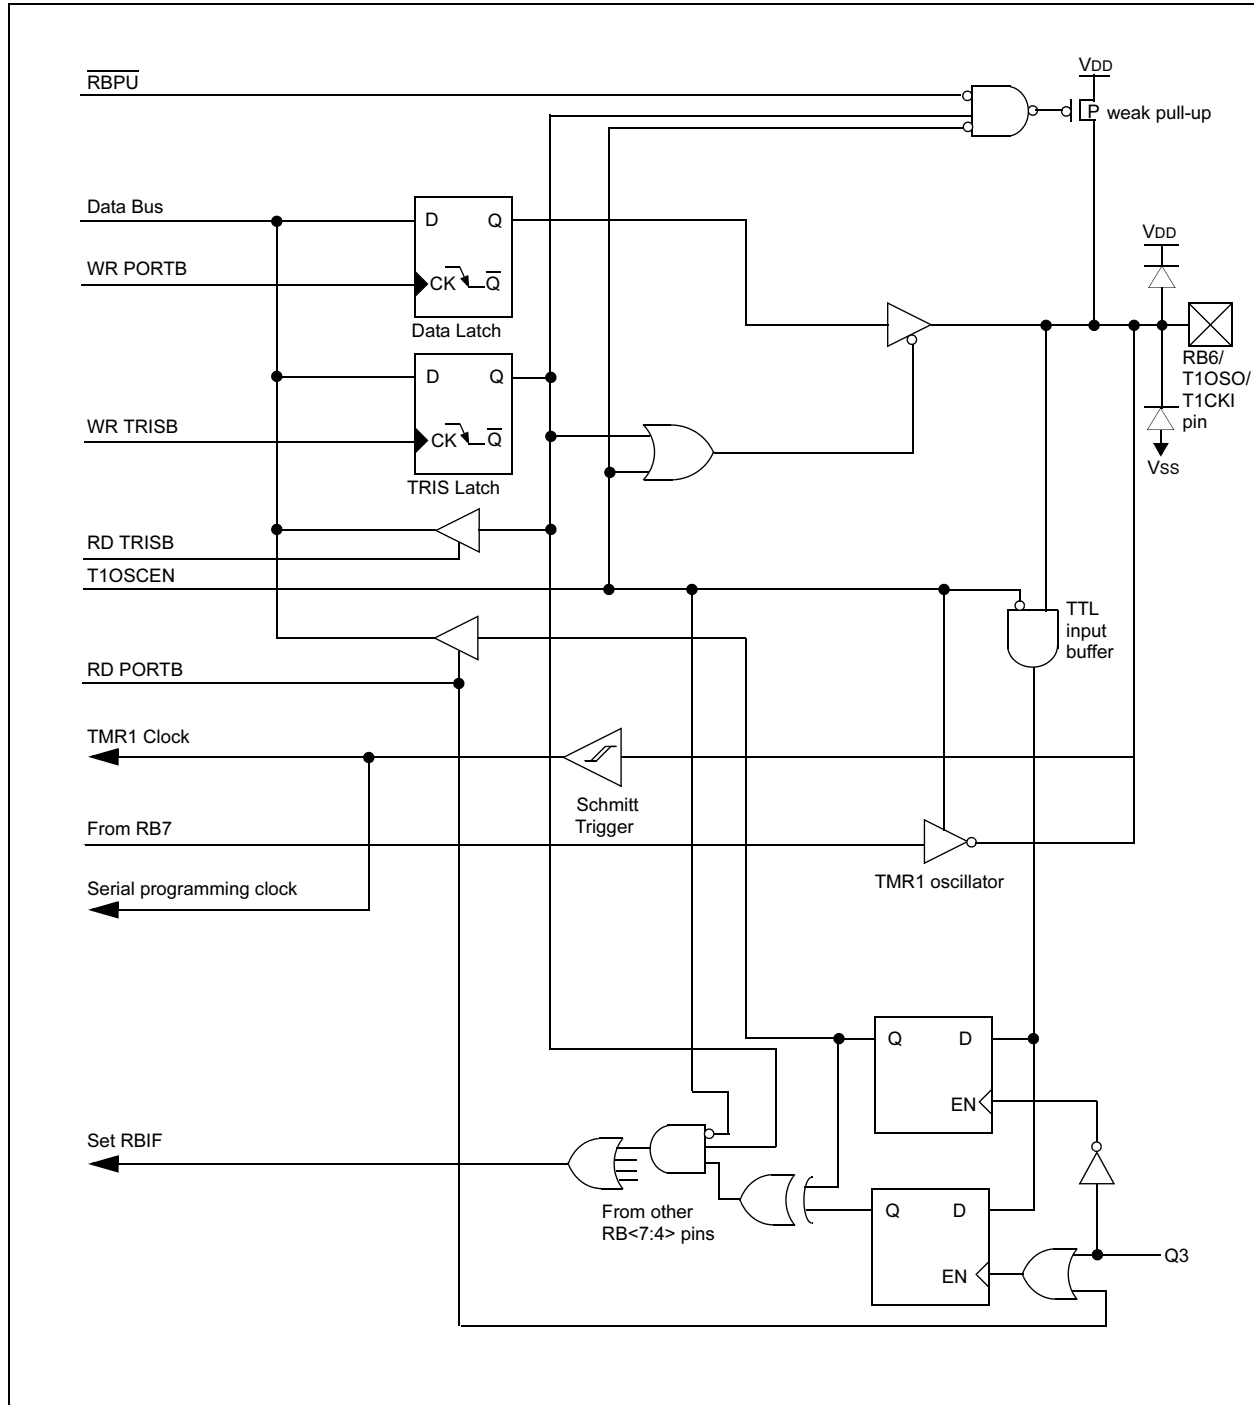 RBPU
VDD
P
weak pull-up
Data Bus
D
Q
WR PORTB
CK
Q
Data Latch
VDD
RB6/
T1OSO/
T1CKI
pin
VSS
D
Q
WR TRISB
CK
Q
TRIS Latch
RD TRISB
T1OSCEN
TTL
input
buffer
RD PORTB
TMR1 Clock
Schmitt
Trigger
From RB7
TMR1 oscillator
Serial programming clock
Q
D
EN
Set RBIF
From other
RB<7:4> pins
Q
D
EN
Q3